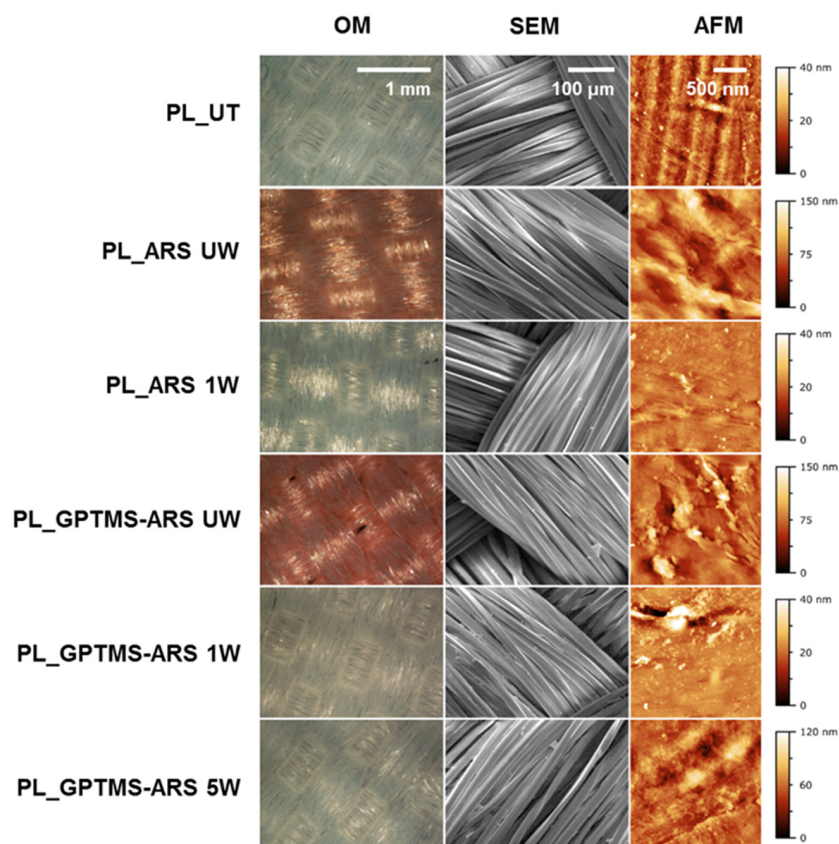 OM SEM AFM
PL_UT
1 mm
100 µm
500 nm
40 nm
20
0
PL_ARS UW
150 nm
75
0
PL_ARS 1W
40 nm
20
0
PL_GPTMS-ARS UW
150 nm
75
0
PL_GPTMS-ARS 1W
40 nm
20
0
PL_GPTMS-ARS 5W
120 nm
60
0